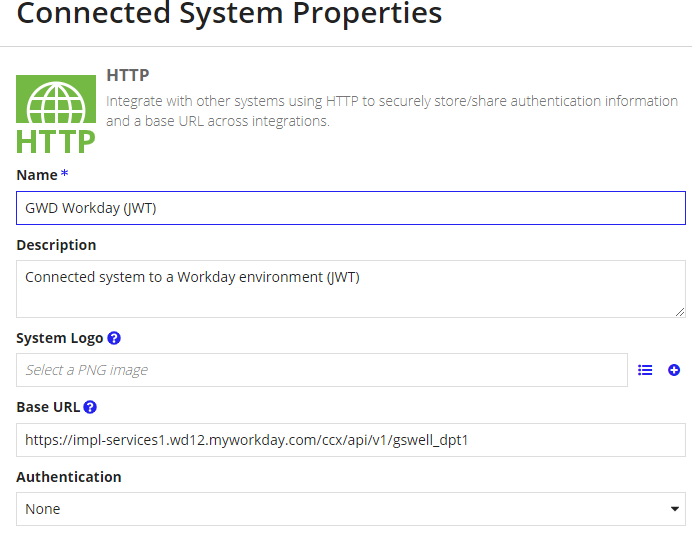 Connected System Properties
HTTP
Integrate with other systems using HTTP to securely store/share authentication information
and a base URL across integrations.
HTTP
Name *
GWD Workday (JWT)
Description
Connected system to a Workday environment (JWT)
System Logo ?
Select a PNG image
Base URL ?
https://impl-services1.wd12.myworkday.com/ccx/api/v1/gswell_dpt1
Authentication
None